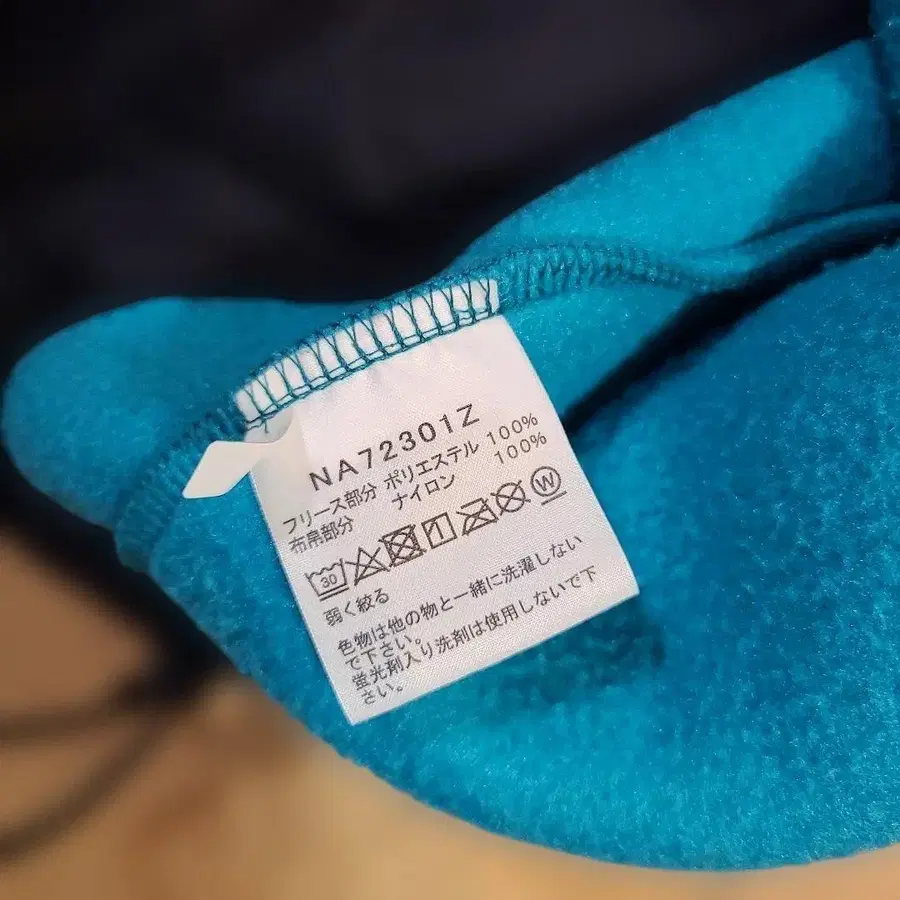 NA72301Z
フリース部分 ポリエステル 100%
布帛部分 ナイロン 100%
30 W
弱く絞る
色物は他の物と一緒に洗濯しない
で下さい。
蛍光剤入り洗剤は使用しないで下
さい。